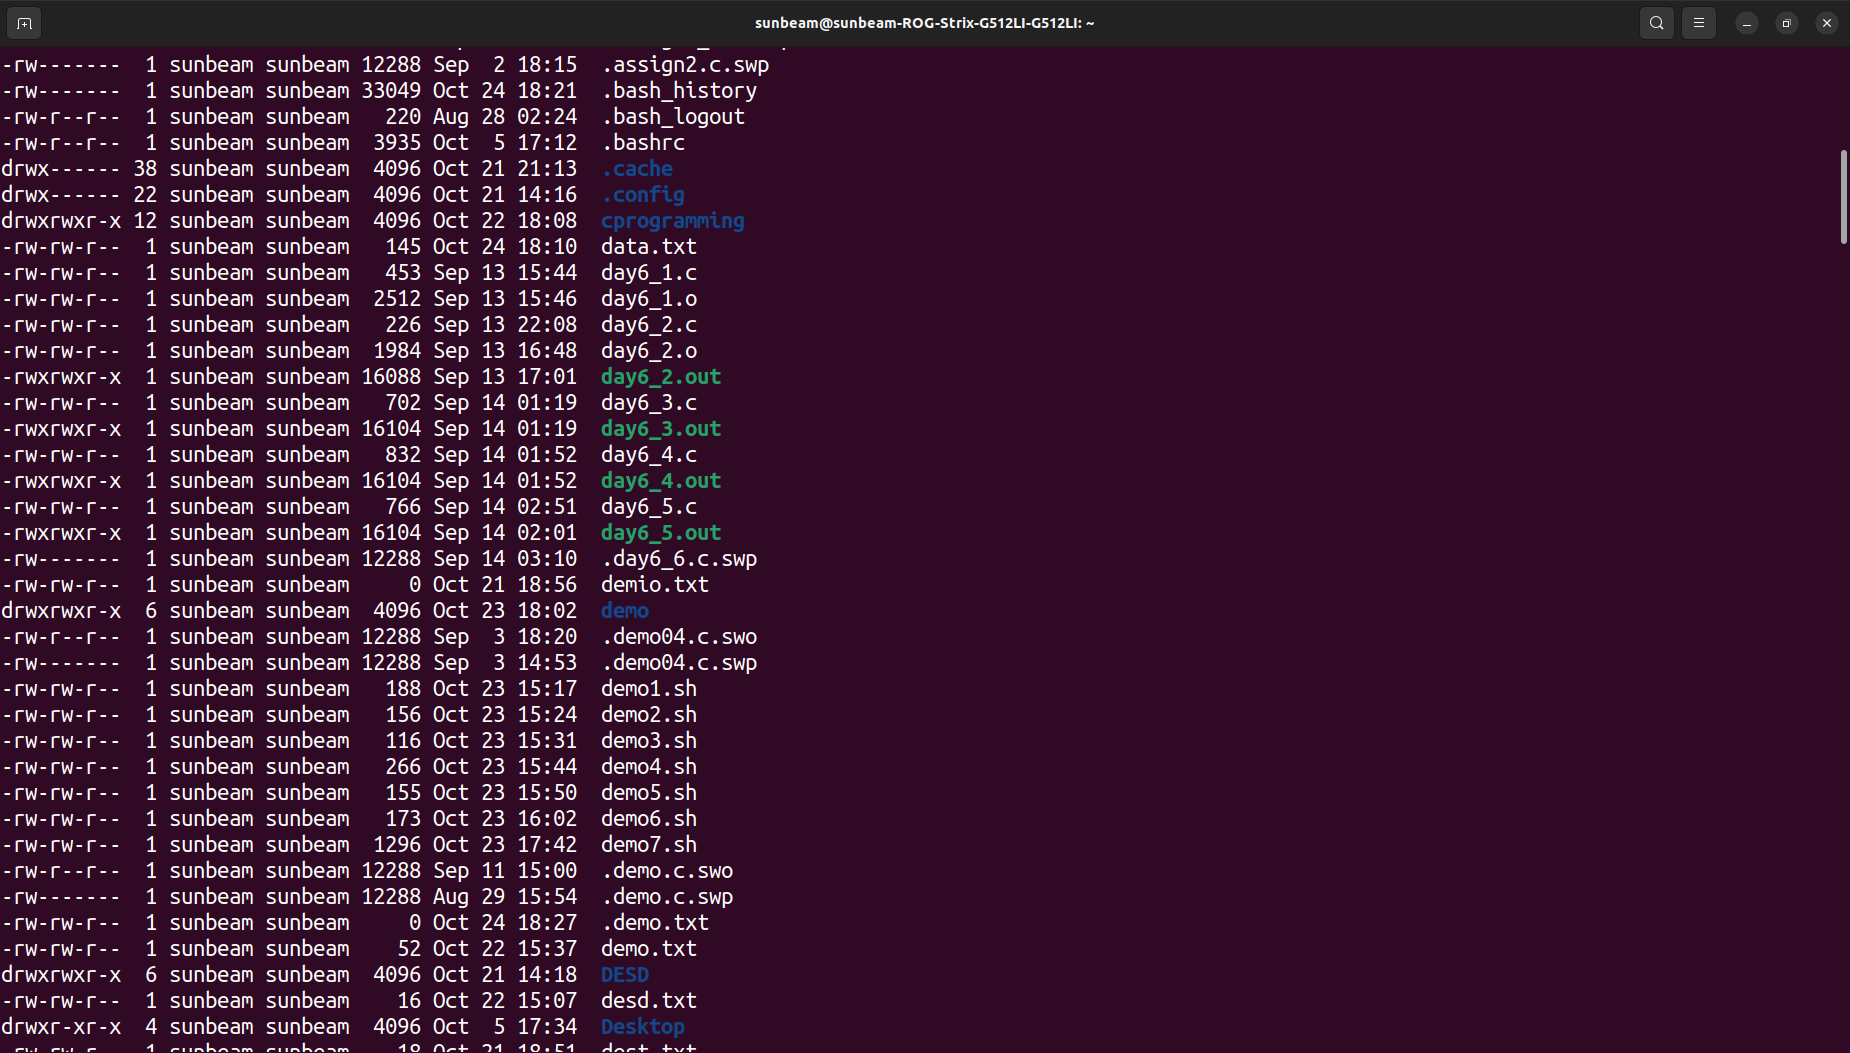 sunbeam@sunbeam-ROG-Strix-G512LI-G512LI: ~
-rw-------  1 sunbeam sunbeam 12288 Sep  2 18:15  .assign2.c.swp
-rw-------  1 sunbeam sunbeam 33049 Oct 24 18:21  .bash_history
-rw-r--r--  1 sunbeam sunbeam   220 Aug 28 02:24  .bash_logout
-rw-r--r--  1 sunbeam sunbeam  3935 Oct  5 17:12  .bashrc
drwx------ 38 sunbeam sunbeam  4096 Oct 21 21:13  .cache
drwx------ 22 sunbeam sunbeam  4096 Oct 21 14:16  .config
drwxrwxr-x 12 sunbeam sunbeam  4096 Oct 22 18:08  cprogramming
-rw-rw-r--  1 sunbeam sunbeam   145 Oct 24 18:10  data.txt
-rw-rw-r--  1 sunbeam sunbeam   453 Sep 13 15:44  day6_1.c
-rw-rw-r--  1 sunbeam sunbeam  2512 Sep 13 15:46  day6_1.o
-rw-rw-r--  1 sunbeam sunbeam   226 Sep 13 22:08  day6_2.c
-rw-rw-r--  1 sunbeam sunbeam  1984 Sep 13 16:48  day6_2.o
-rwxrwxr-x  1 sunbeam sunbeam 16088 Sep 13 17:01  day6_2.out
-rw-rw-r--  1 sunbeam sunbeam   702 Sep 14 01:19  day6_3.c
-rwxrwxr-x  1 sunbeam sunbeam 16104 Sep 14 01:19  day6_3.out
-rw-rw-r--  1 sunbeam sunbeam   832 Sep 14 01:52  day6_4.c
-rwxrwxr-x  1 sunbeam sunbeam 16104 Sep 14 01:52  day6_4.out
-rw-rw-r--  1 sunbeam sunbeam   766 Sep 14 02:51  day6_5.c
-rwxrwxr-x  1 sunbeam sunbeam 16104 Sep 14 02:01  day6_5.out
-rw-------  1 sunbeam sunbeam 12288 Sep 14 03:10  .day6_6.c.swp
-rw-rw-r--  1 sunbeam sunbeam     0 Oct 21 18:56  demio.txt
drwxrwxr-x  6 sunbeam sunbeam  4096 Oct 23 18:02  demo
-rw-r--r--  1 sunbeam sunbeam 12288 Sep  3 18:20  .demo04.c.swo
-rw-------  1 sunbeam sunbeam 12288 Sep  3 14:53  .demo04.c.swp
-rw-rw-r--  1 sunbeam sunbeam   188 Oct 23 15:17  demo1.sh
-rw-rw-r--  1 sunbeam sunbeam   156 Oct 23 15:24  demo2.sh
-rw-rw-r--  1 sunbeam sunbeam   116 Oct 23 15:31  demo3.sh
-rw-rw-r--  1 sunbeam sunbeam   266 Oct 23 15:44  demo4.sh
-rw-rw-r--  1 sunbeam sunbeam   155 Oct 23 15:50  demo5.sh
-rw-rw-r--  1 sunbeam sunbeam   173 Oct 23 16:02  demo6.sh
-rw-rw-r--  1 sunbeam sunbeam  1296 Oct 23 17:42  demo7.sh
-rw-r--r--  1 sunbeam sunbeam 12288 Sep 11 15:00  .demo.c.swo
-rw-------  1 sunbeam sunbeam 12288 Aug 29 15:54  .demo.c.swp
-rw-rw-r--  1 sunbeam sunbeam     0 Oct 24 18:27  .demo.txt
-rw-rw-r--  1 sunbeam sunbeam    52 Oct 22 15:37  demo.txt
drwxrwxr-x  6 sunbeam sunbeam  4096 Oct 21 14:18  DESD
-rw-rw-r--  1 sunbeam sunbeam    16 Oct 22 15:07  desd.txt
drwxr-xr-x  4 sunbeam sunbeam  4096 Oct  5 17:34  Desktop
-rw-rw-r--  1 sunbeam sunbeam    18 Oct 21 18:51  dest.txt